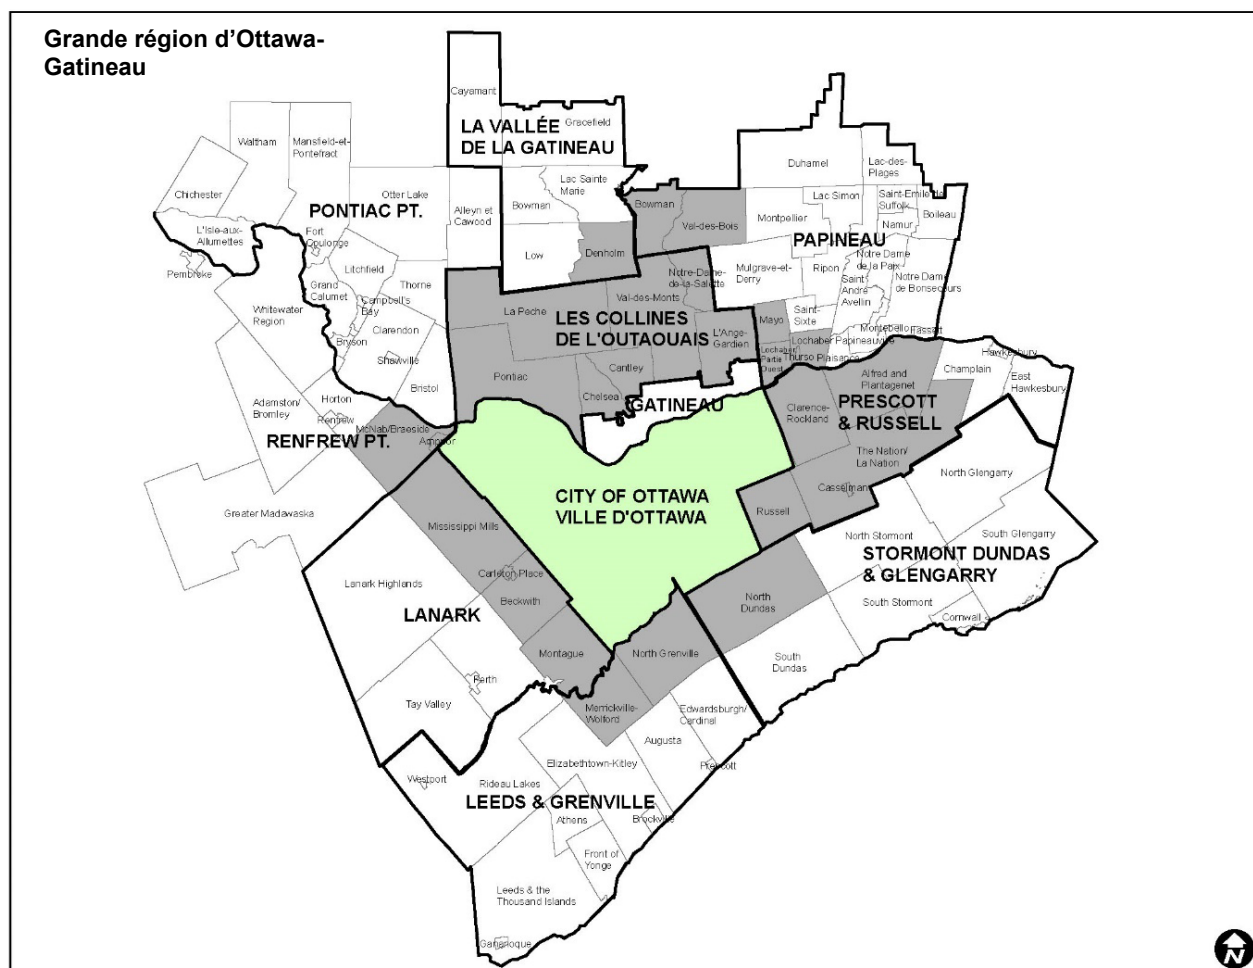 Grande région d'Ottawa-
Gatineau
Cayamant
Gracefield
LA VALLÉE
DE LA GATINEAU
Waltham
Mansfield-et-
Pontefract
Duhamel
Lac-des-
Plages
Chichester
Otter Lake
Lac Sainte
Marie
Bowman
Bowman
Lac Simon
Saint-Emile de
Suffolk
Alleyn et
Cawood
PONTIAC PT.
Montpellier
Boileau
Val-des-Bois
Namur
L'Isle-aux-
Allumettes
Fort
Coulonge
PAPINEAU
Low
Denholm
Notre Dame
de la Paix
Pembroke
Litchfield
Notre-Dame-
de-la-Salette
Mulgrave-et-
Derry
Ripon
Saint
André
Avellin
Notre Dame
de Bonsecours
Grand
Calumet
Thorne
Campbell's
Bay
Val-des-Monts
Whitewater
Region
La Peche
Saint-
Sixte
Mayo
LES COLLINES
DE L'OUTAOUAIS
Clarendon
L'Ange-
Gardien
Montebello
Fassett
Bryson
Lochaber
Papineauville
Lochaber
Partie
Ouest
Thurso
Plaisance
Shawville
Hawkesbury
Pontiac
Cantley
Champlain
East
Hawkesbury
Alfred and
Plantagenet
Bristol
Chelsea
Horton
Adamston/
Bromley
GATINEAU
PRESCOTT
& RUSSELL
Clarence-
Rockland
Renfrew
McNab/Braeside
RENFREW PT.
Arnprior
The Nation/
La Nation
North Glengarry
Casselman
CITY OF OTTAWA
VILLE D'OTTAWA
Greater Madawaska
Russell
Mississippi Mills
North Stormont
South Glengarry
STORMONT DUNDAS
& GLENGARRY
Lanark Highlands
Carleton Place
Beckwith
North
Dundas
South Stormont
LANARK
Cornwall
Montague
North Grenville
South
Dundas
Perth
Tay Valley
Merrickville-
Wolford
Edwardsburgh/
Cardinal
Augusta
Elizabethtown-Kitley
Prescott
Westport
Rideau Lakes
LEEDS & GRENVILLE
Athens
Brockville
Front of
Yonge
Leeds & the
Thousand Islands
Gananoque
N